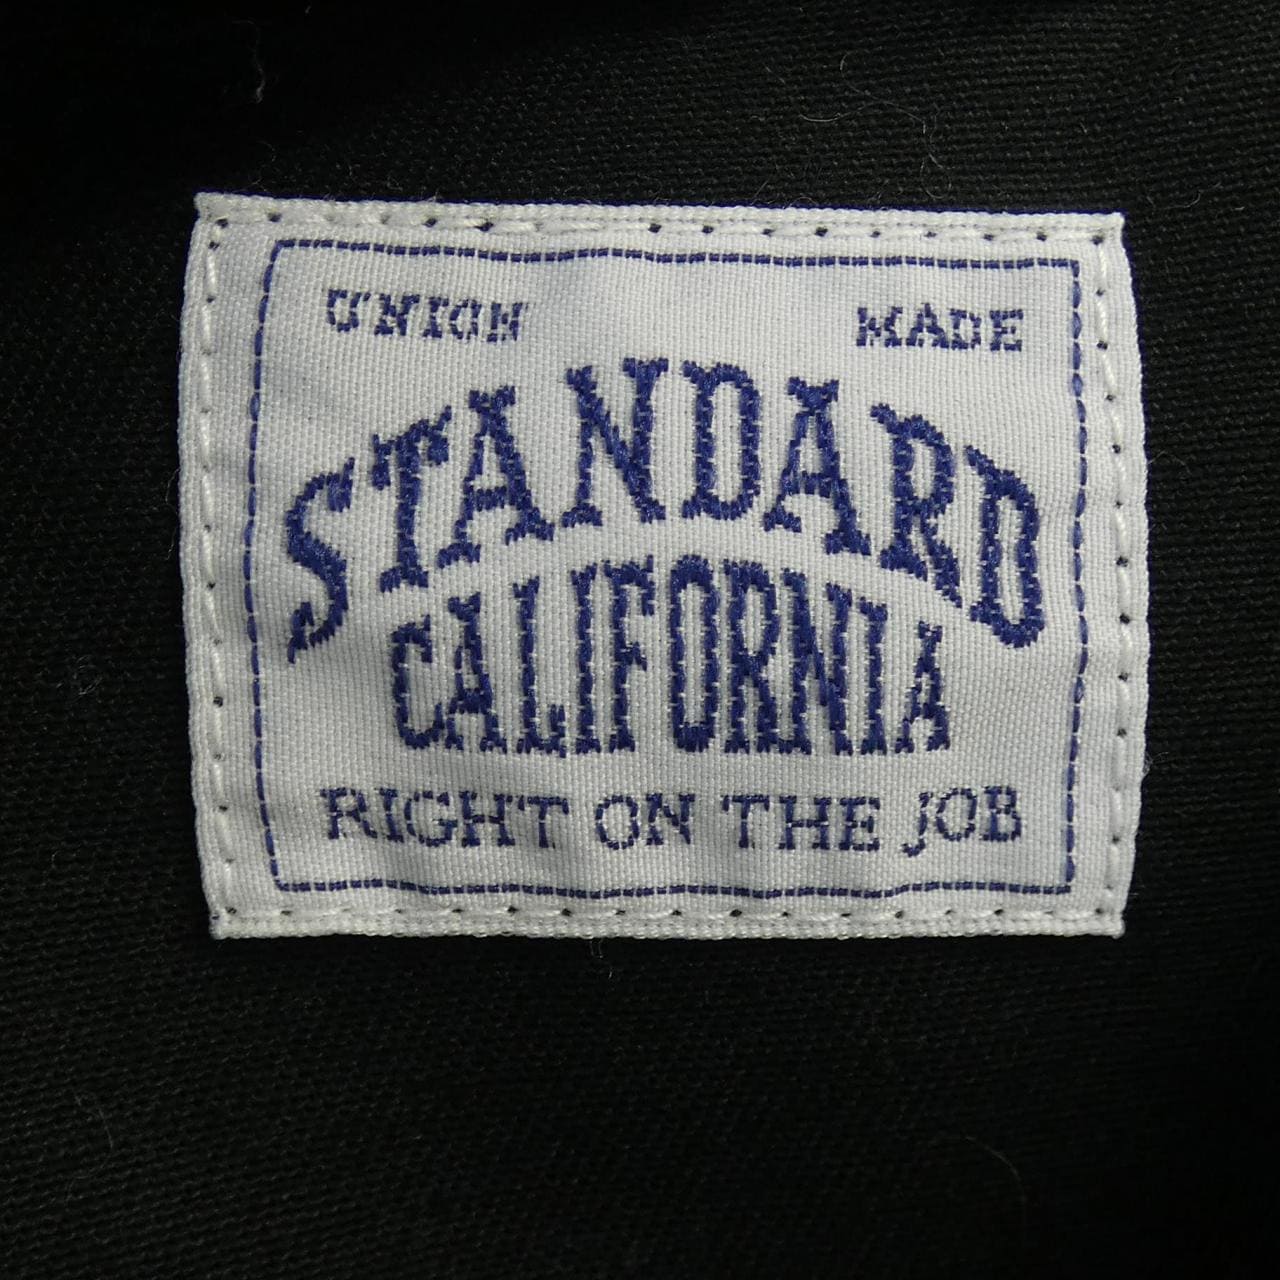 UNION MADE
STANDARD
CALIFORNIA
RIGHT ON THE JOB